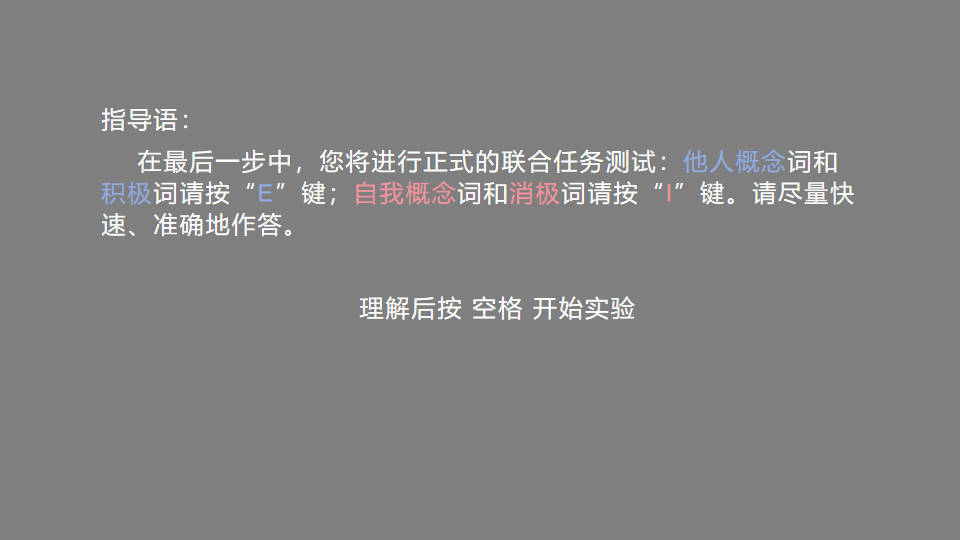 指导语：
在最后一步中，您将进行正式的联合任务测试：他人概念词和
积极词请按“E”键；自我概念词和消极词请按“I”键。请尽量快
速、准确地作答。
理解后按 空格 开始实验